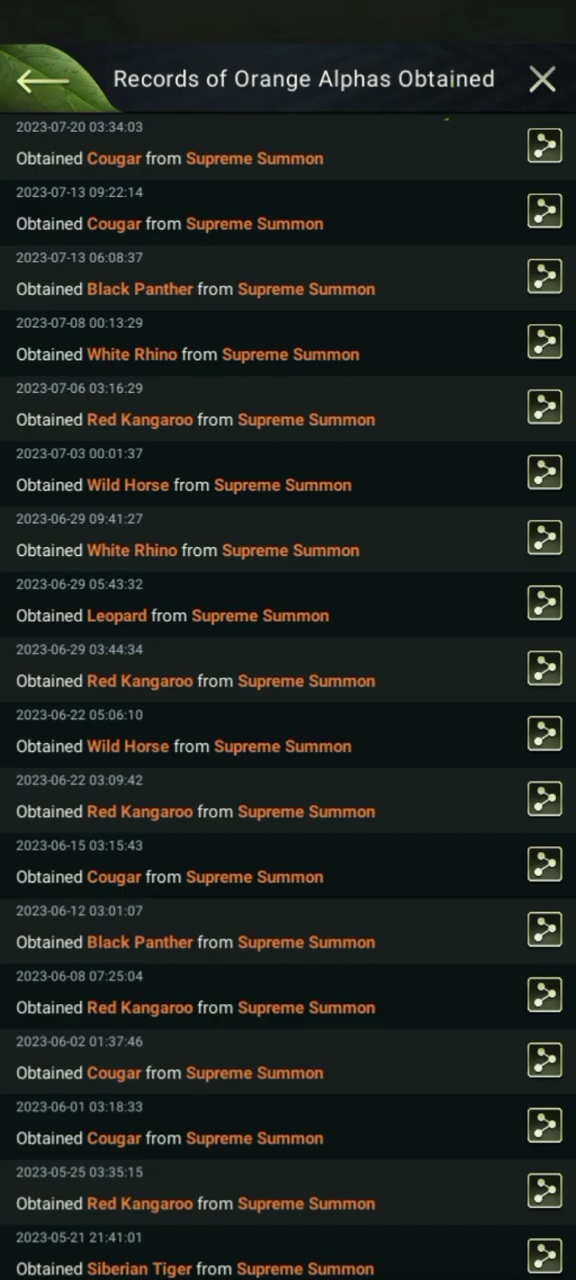 Records of Orange Alphas Obtained
2023-07-20 03:34:03
Obtained Cougar from Supreme Summon
2023-07-13 09:22:14
Obtained Cougar from Supreme Summon
2023-07-13 06:08:37
Obtained Black Panther from Supreme Summon
2023-07-08 00:13:29
Obtained White Rhino from Supreme Summon
2023-07-06 03:16:29
Obtained Red Kangaroo from Supreme Summon
2023-07-03 00:01:37
Obtained Wild Horse from Supreme Summon
2023-06-29 09:41:27
Obtained White Rhino from Supreme Summon
2023-06-29 05:43:32
Obtained Leopard from Supreme Summon
2023-06-29 03:44:34
Obtained Red Kangaroo from Supreme Summon
2023-06-22 05:06:10
Obtained Wild Horse from Supreme Summon
2023-06-22 03:09:42
Obtained Red Kangaroo from Supreme Summon
2023-06-15 03:15:43
Obtained Cougar from Supreme Summon
2023-06-12 03:01:07
Obtained Black Panther from Supreme Summon
2023-06-08 07:25:04
Obtained Red Kangaroo from Supreme Summon
2023-06-02 01:37:46
Obtained Cougar from Supreme Summon
2023-06-01 03:18:33
Obtained Cougar from Supreme Summon
2023-05-25 03:35:15
Obtained Red Kangaroo from Supreme Summon
2023-05-21 21:41:01
Obtained Siberian Tiger from Supreme Summon